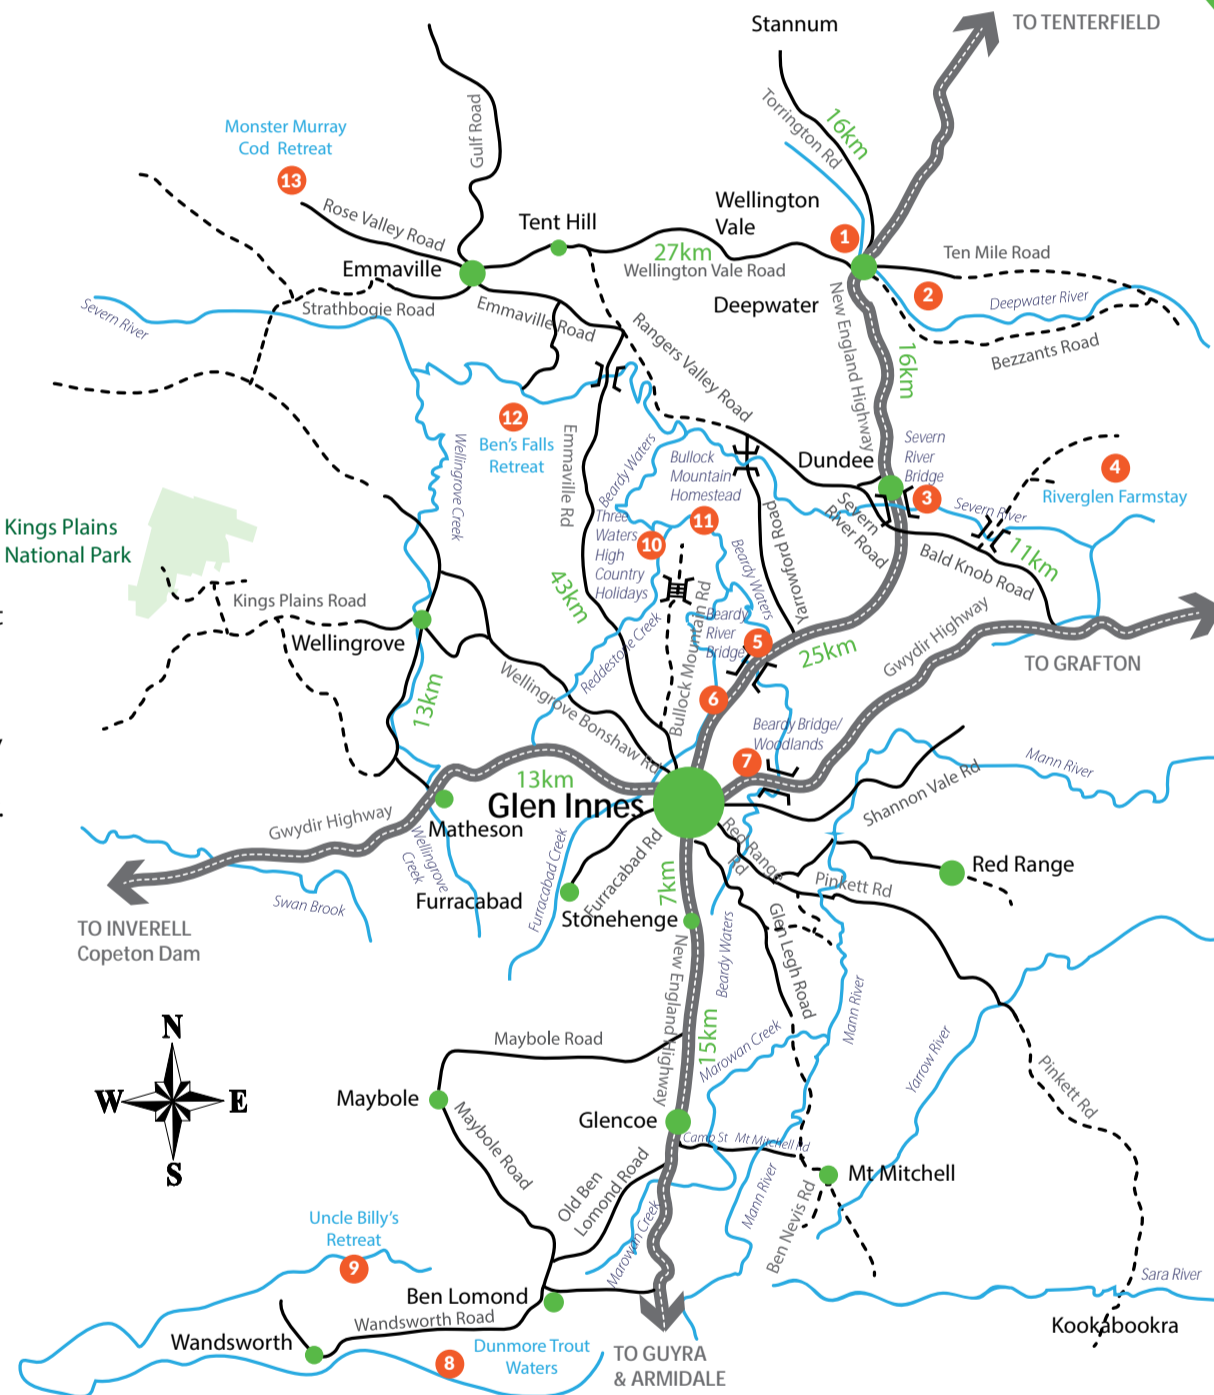 Stannum
TO TENTERFIELD
Torrington Rd
16km
Gulf Road
Monster Murray
Cod Retreat
13
Rose Valley Road
Tent Hill
Wellington
Vale
1
27km
Wellington Vale Road
Ten Mile Road
Emmaville
2
Deepwater
Deepwater River
Strathbogie Road
Severn River
Emmaville Road
Rangers Valley Road
New England Highway
16km
Bezzants Road
12
Ben's Falls
Retreat
Wellingrove Creek
Emmaville Rd
Beardy Waters
Bullock
Mountain
Homestead
Dundee
Severn
River
Bridge
3
4
Riverglen Farmstay
Severn River
Severn
River Road
Kings Plains
National Park
Three
Waters
High
Country
Holidays
10
11
Beardy Waters
Yarrowford Road
Bald Knob Road
11km
43km
Kings Plains Road
Wellingrove
Reddestone Creek
Bullock Mountain Rd
Beardy
River
Bridge
5
25km
Gwydir Highway
TO GRAFTON
13km
Wellingrove Bonshaw Rd
6
Beardy Bridge/
Woodlands
7
Mann River
Shannon Vale Rd
13km
Glen Innes
Gwydir Highway
Matheson
Wellingrove
Creek
Furracabad
Furracabad Creek
Furracabad Rd
Red Range
Rd
Red Range
Pinkett Rd
7km
Stonehenge
Swan Brook
TO INVERELL
Copeton Dam
Glen Legh Road
Beardy Waters
New England Highway
Mann River
15km
N
W
E
S
Maybole Road
Marowan Creek
Yarrow River
Pinkett Rd
Maybole
Maybole Road
Glencoe
Camp St
Mt Mitchell Rd
Mt Mitchell
Old Ben
Lomond Road
Marowan Creek
Mann River
Ben Nevis Rd
Uncle Billy's
Retreat
9
Sara River
Ben Lomond
Wandsworth Road
Kookabookra
Wandsworth
8
Dunmore Trout
Waters
TO GUYRA
& ARMIDALE